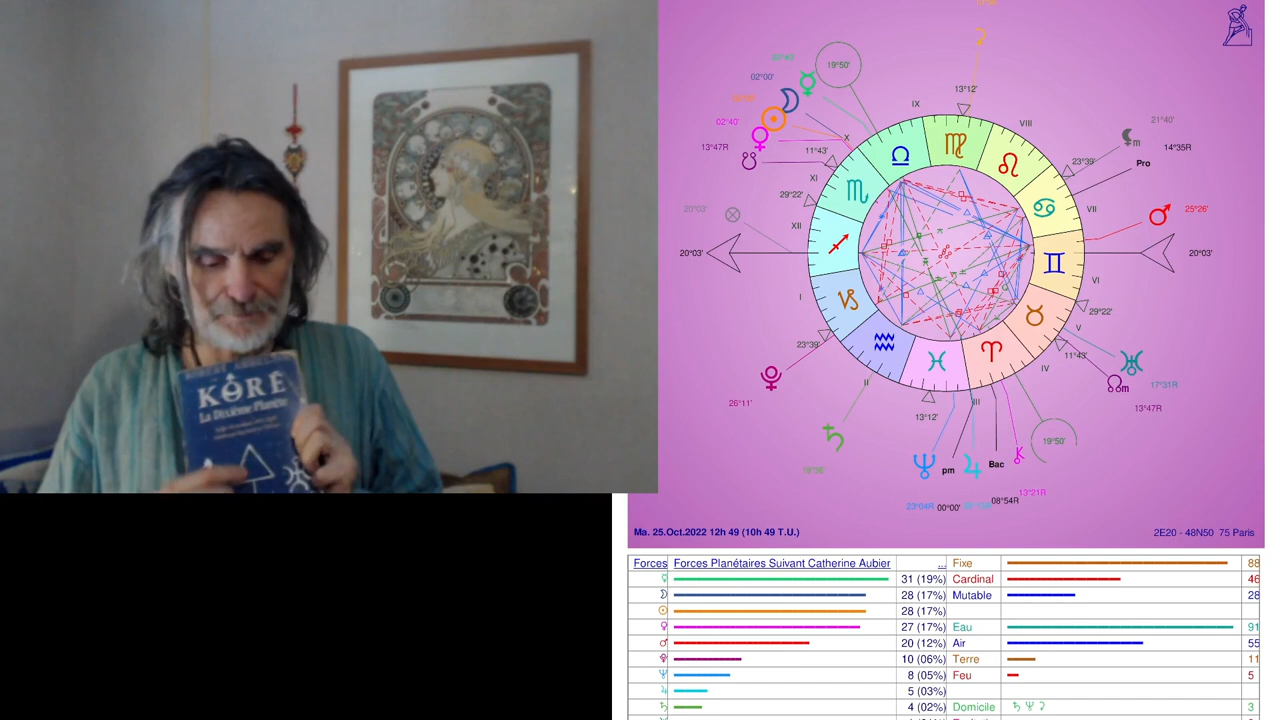 KORÉ
La Dixième Planète
19°50'
02°00'
02°40'
13°47R
11°43'
29°22'
20°03'
20°03'
23°39'
26°11'
13°12'
IX
VIII
X
XI
XII
VII
VI
I
II
III
IV
V
m
21°40'
23°39'
Pro
14°35R
25°26'
20°03'
29°22'
11°43'
17°31R
m
13°47R
13°12'
19°50'
pm
Bac
23°04R
00°00'
08°54R
13°21R
Ma. 25.Oct.2022 12h 49 (10h 49 T.U.)
2E20 - 48N50 75 Paris
Forces Forces Planétaires Suivant Catherine Aubier ... Fixe 88
31 (19%) Cardinal 46
28 (17%) Mutable 28
28 (17%)
27 (17%) Eau 91
20 (12%) Air 55
10 (06%) Terre 11
8 (05%) Feu 5
5 (03%)
4 (02%) Domicile 3